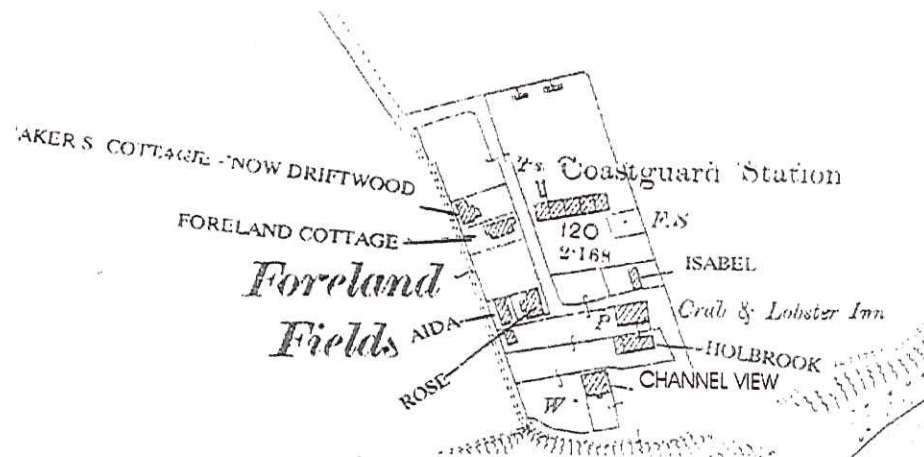 AKER S COTTAGE - NOW DRIFTWOOD
T.s Coastguard Station
FORELAND COTTAGE
F.S
120
2·168
ISABEL
Foreland
Fields
AIDA
P
Crab & Lobster Inn
ROSE
HOLBROOK
CHANNEL VIEW
W